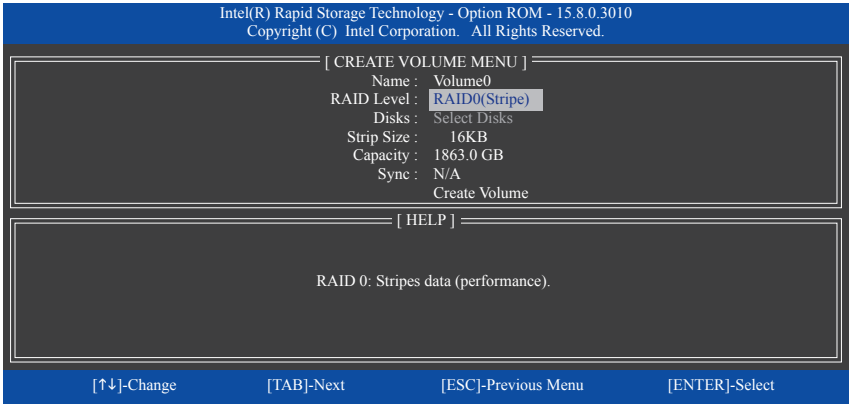 Intel(R) Rapid Storage Technology - Option ROM - 15.8.0.3010
Copyright (C) Intel Corporation. All Rights Reserved.
[ CREATE VOLUME MENU ]
Name : Volume0
RAID Level : RAID0(Stripe)
Disks : Select Disks
Strip Size : 16KB
Capacity : 1863.0 GB
Sync : N/A
Create Volume
[ HELP ]
RAID 0: Stripes data (performance).
[↑↓]-Change [TAB]-Next [ESC]-Previous Menu [ENTER]-Select